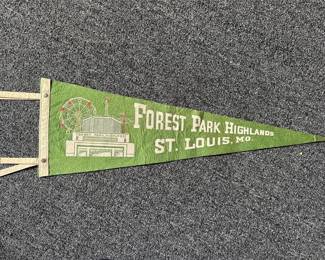 FOREST PARK HIGHLANDS
ST. LOUIS, MO.